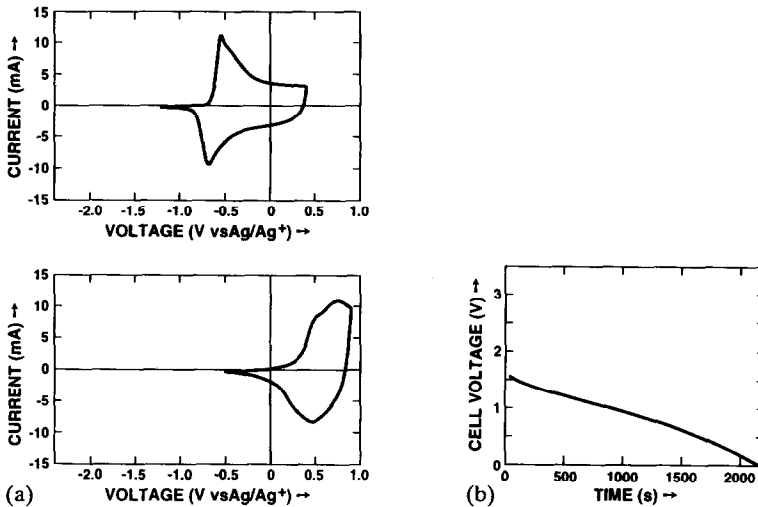 CURRENT (mA) →
15
10
5
0
-5
-10
15
-2.0 -1.5 -1.0 -0.5 0 0.5 1.0
VOLTAGE (V vsAg/Ag⁺) →
CURRENT (mA) →
15
10
5
0
-5
-10
15
-2.0 -1.5 -1.0 -0.5 0 0.5 1.0
VOLTAGE (V vsAg/Ag⁺) →
(a)
CELL VOLTAGE (V) →
3
2
1
0
0 500 1000 1500 2000
TIME (s) →
(b)